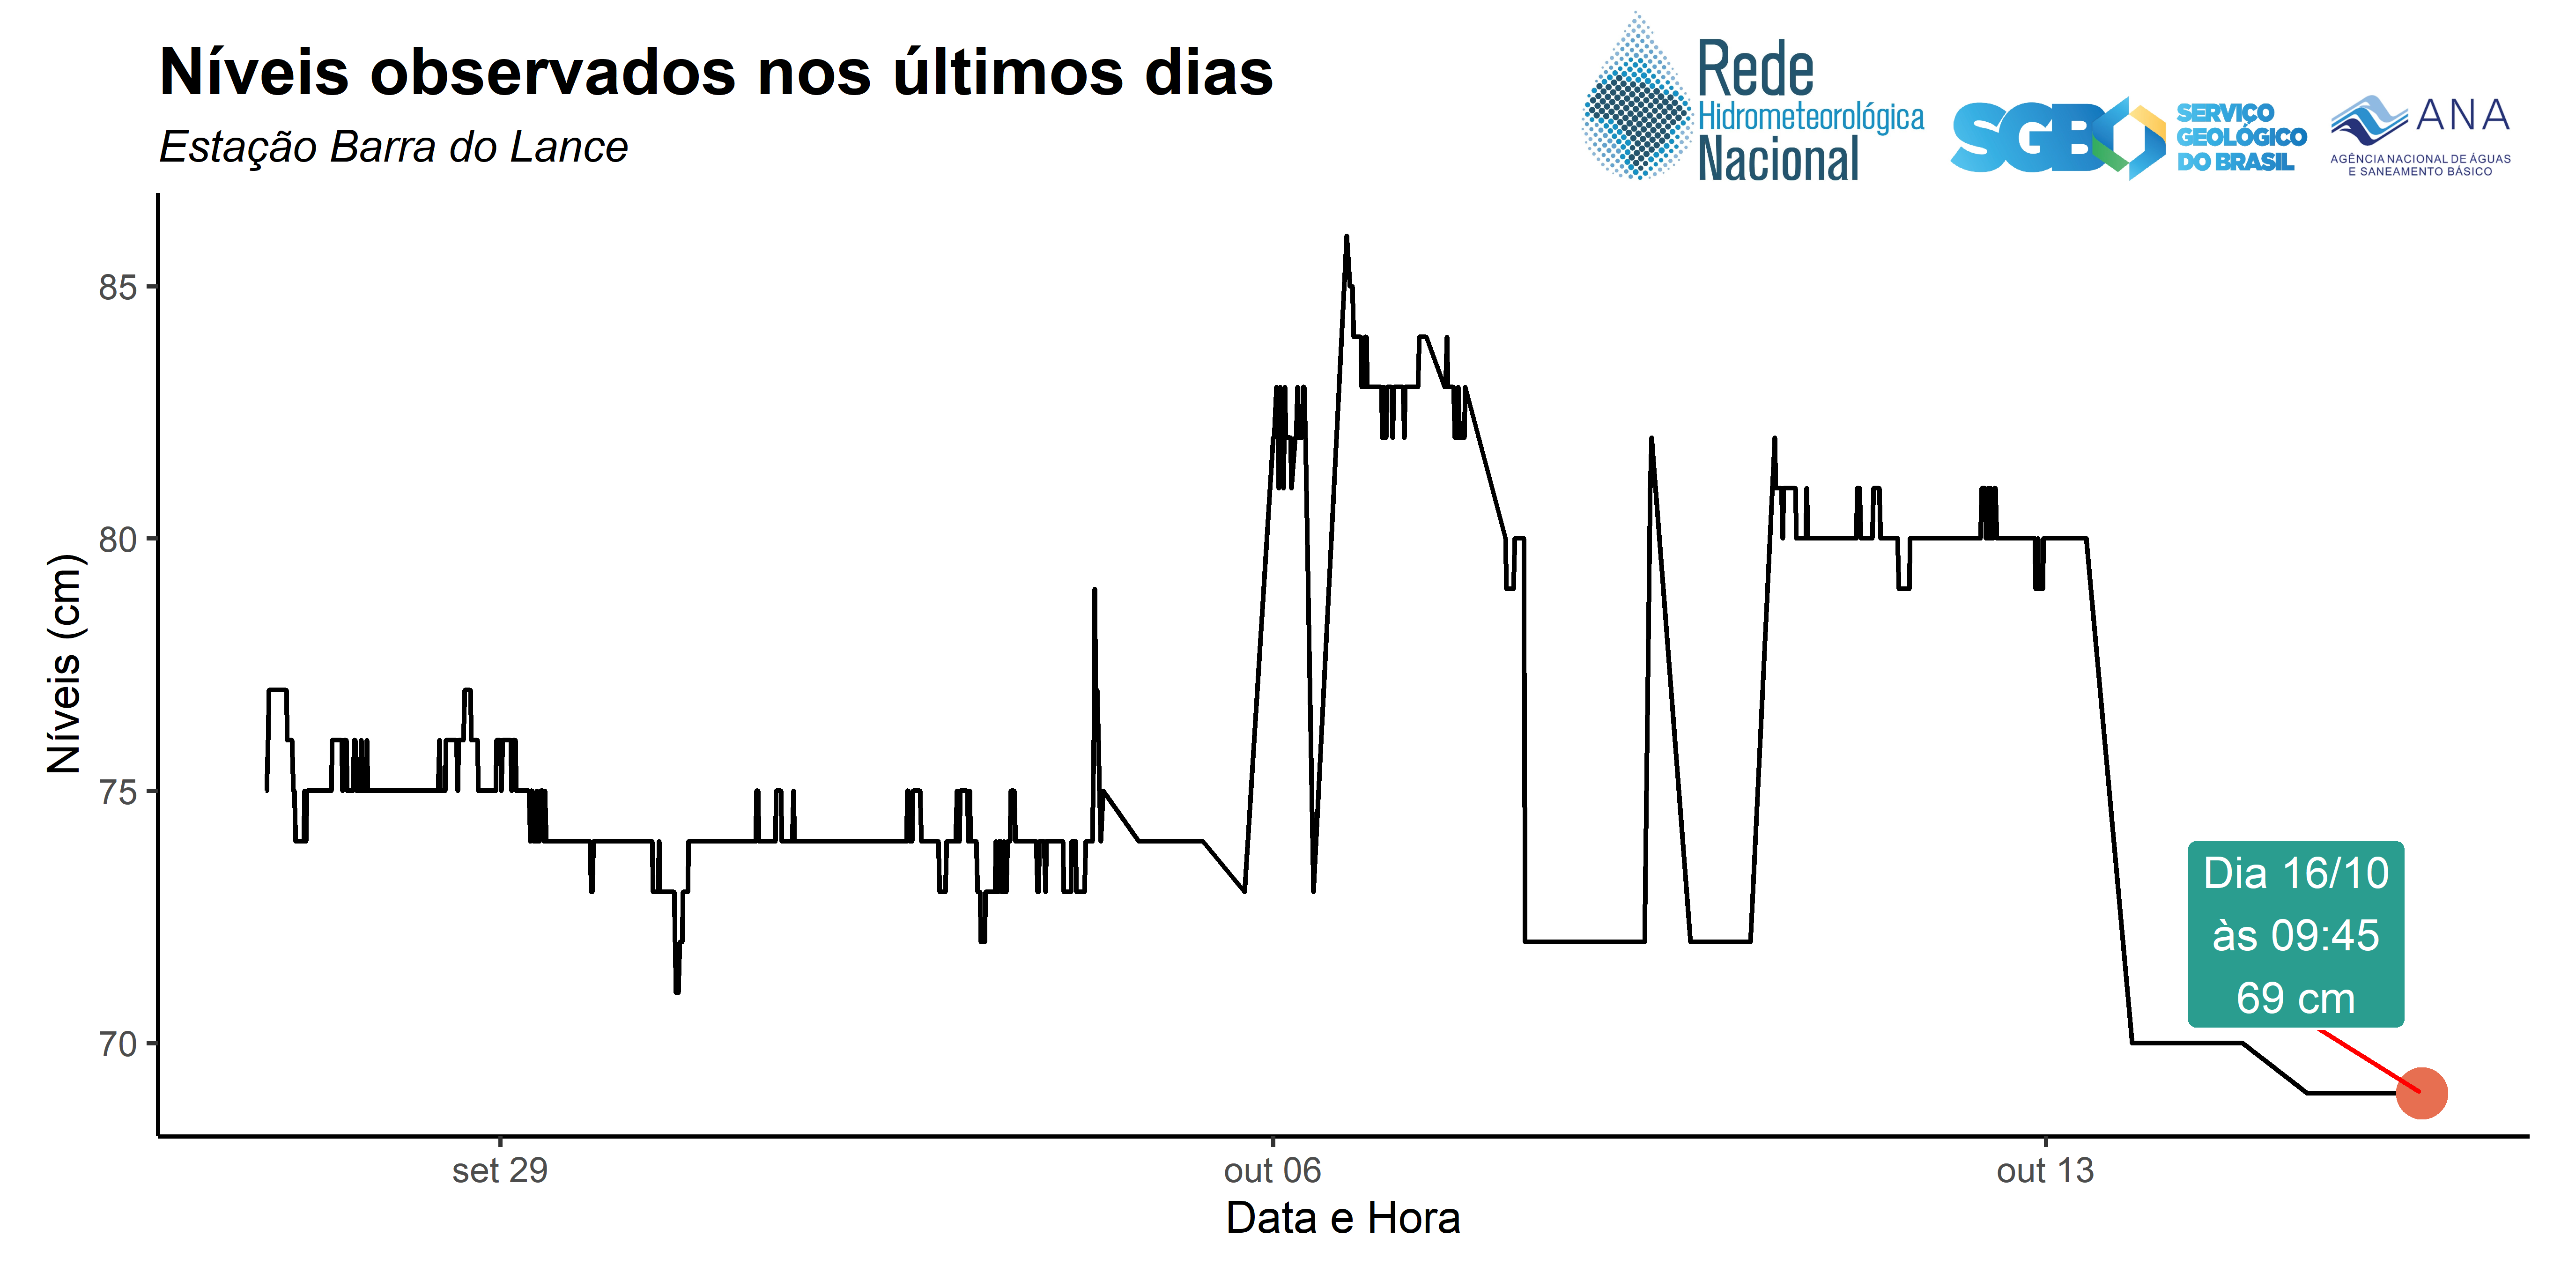 Níveis observados nos últimos dias
Estação Barra do Lance
Rede
Hidrometeorológica
Nacional
SGB
SERVIÇO
GEOLÓGICO
DO BRASIL
ANA
AGÊNCIA NACIONAL DE ÁGUAS
E SANEAMENTO BÁSICO
Níveis (cm)
85
80
75
70
Dia 16/10
às 09:45
69 cm
set 29
out 06
out 13
Data e Hora